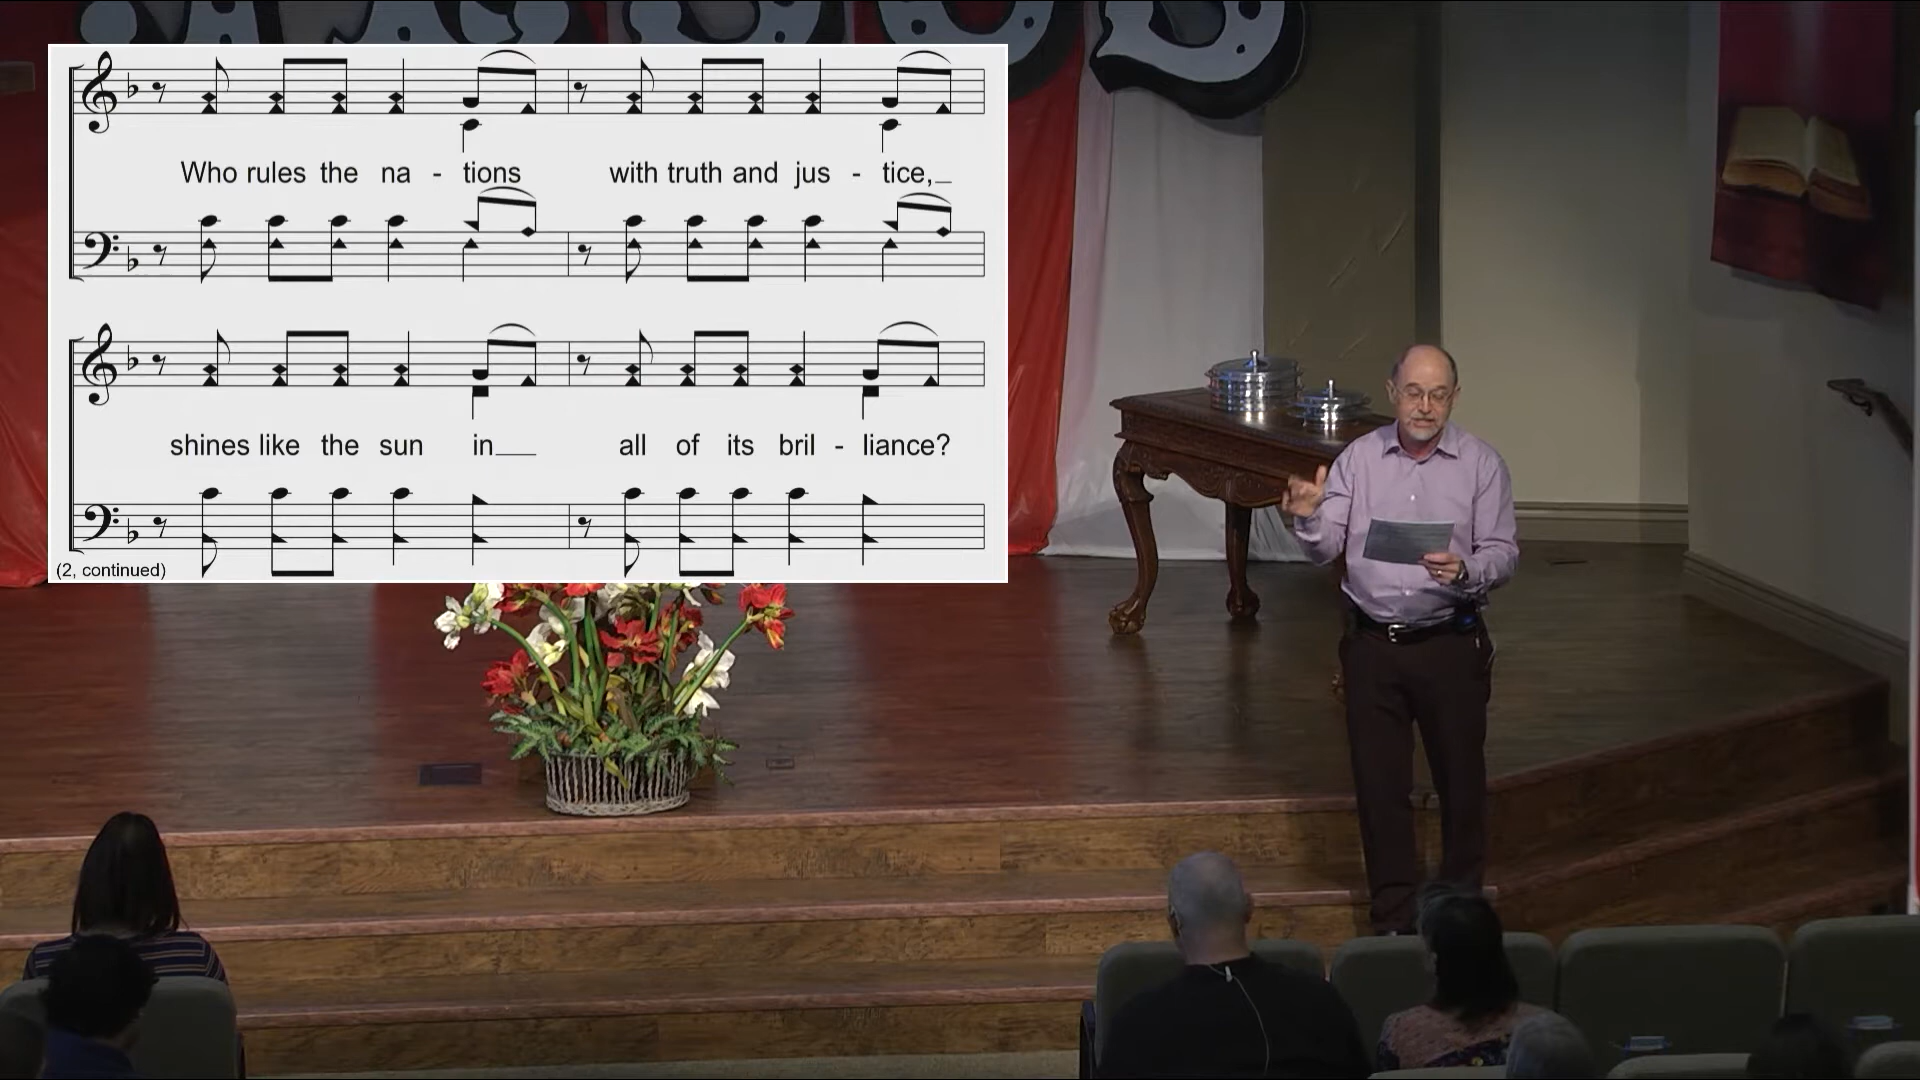 Who rules the na - tions with truth and jus - tice,_
shines like the sun in__ all of its bril - liance?
(2, continued)